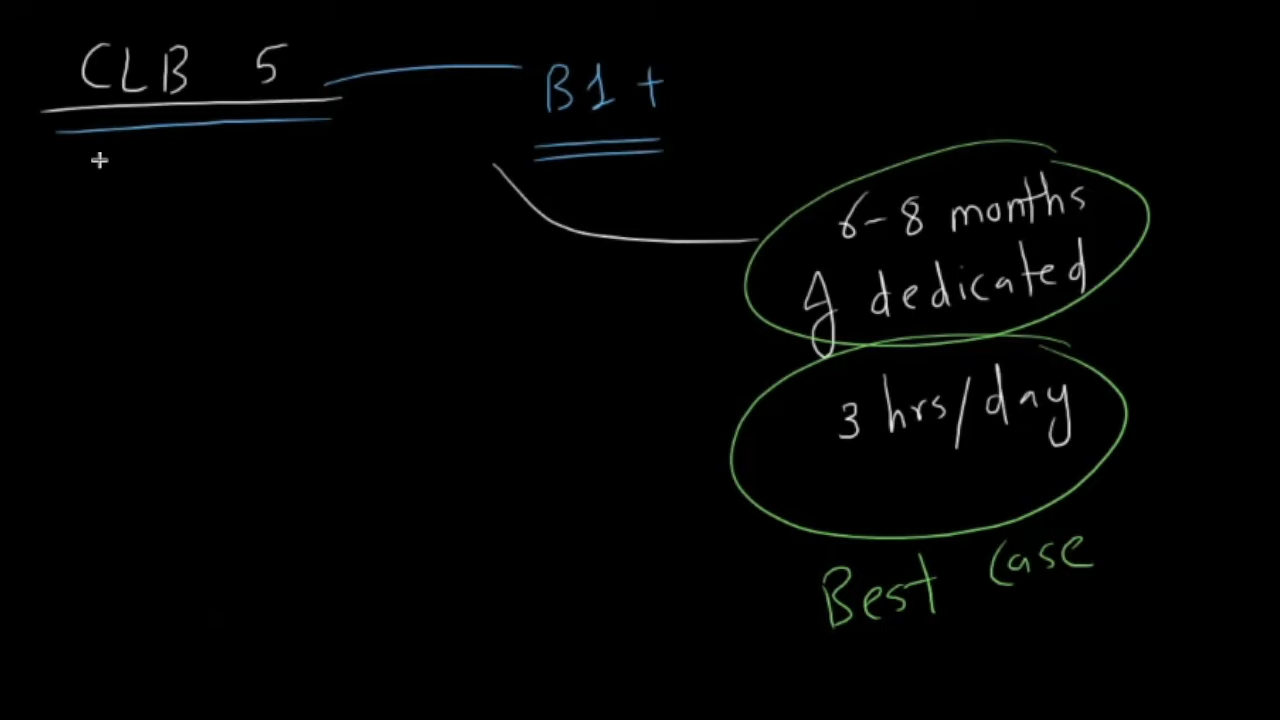 CLB 5
B1+
6-8 months
of dedicated
3 hrs/day
Best case